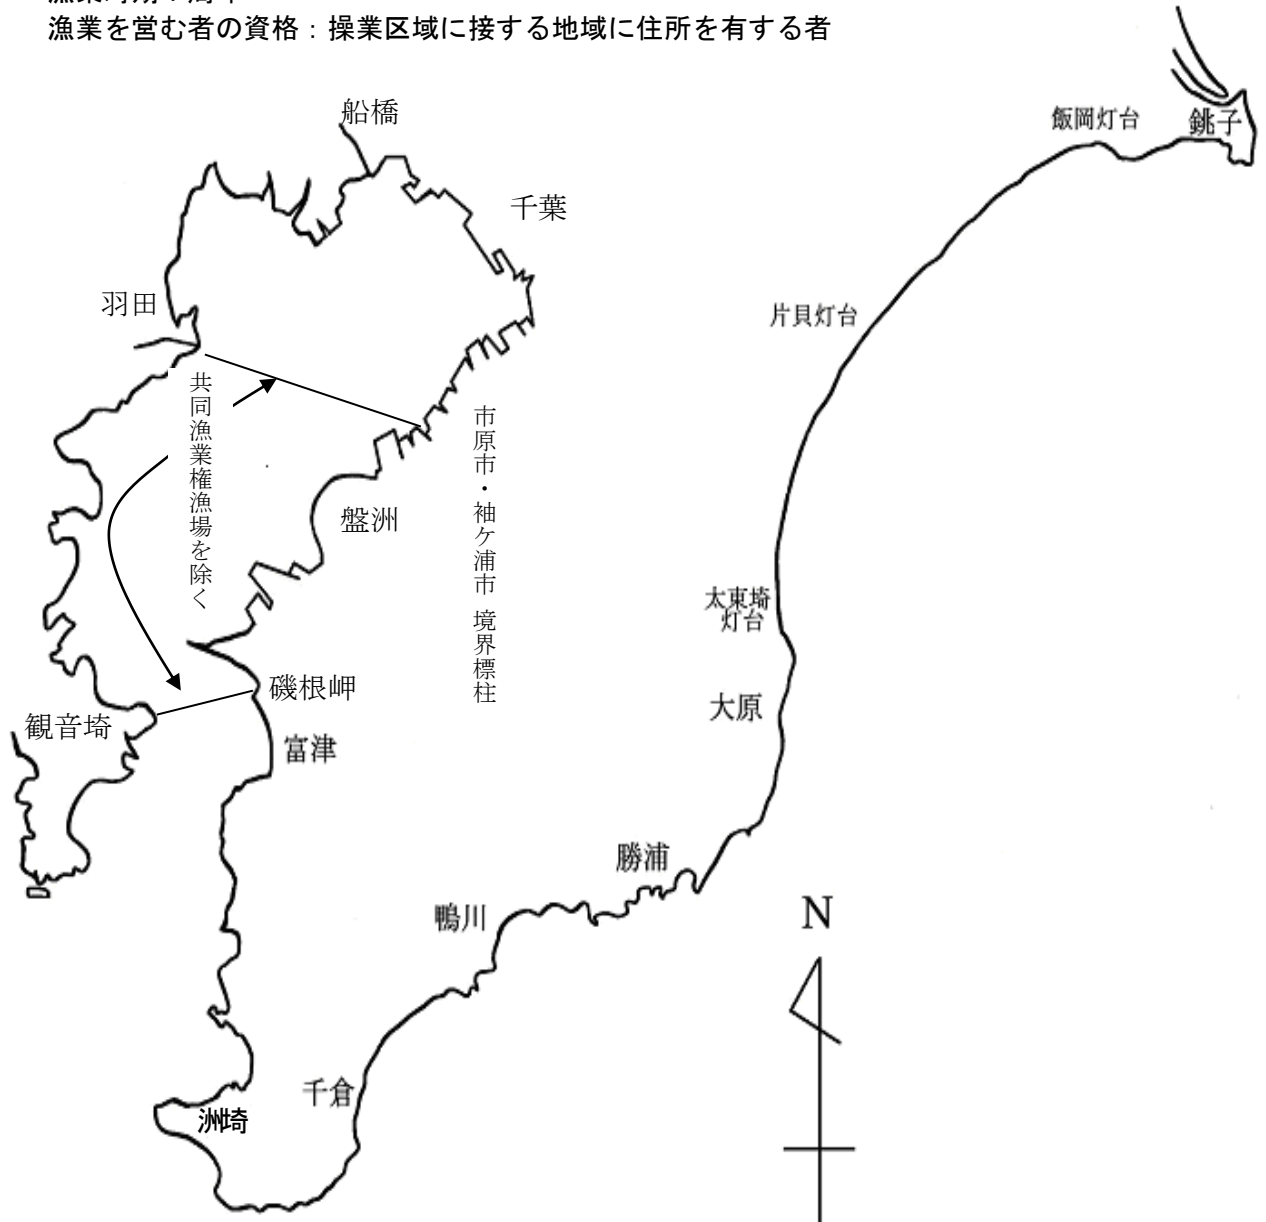 漁業を営む者の資格：操業区域に接する地域に住所を有する者
船橋
飯岡灯台
銚子
千葉
羽田
片貝灯台
共同漁業権漁場を除く
市原市・袖ケ浦市 境界標柱
盤洲
太東埼
灯台
磯根岬
大原
観音埼
富津
勝浦
鴨川
N
千倉
洲埼